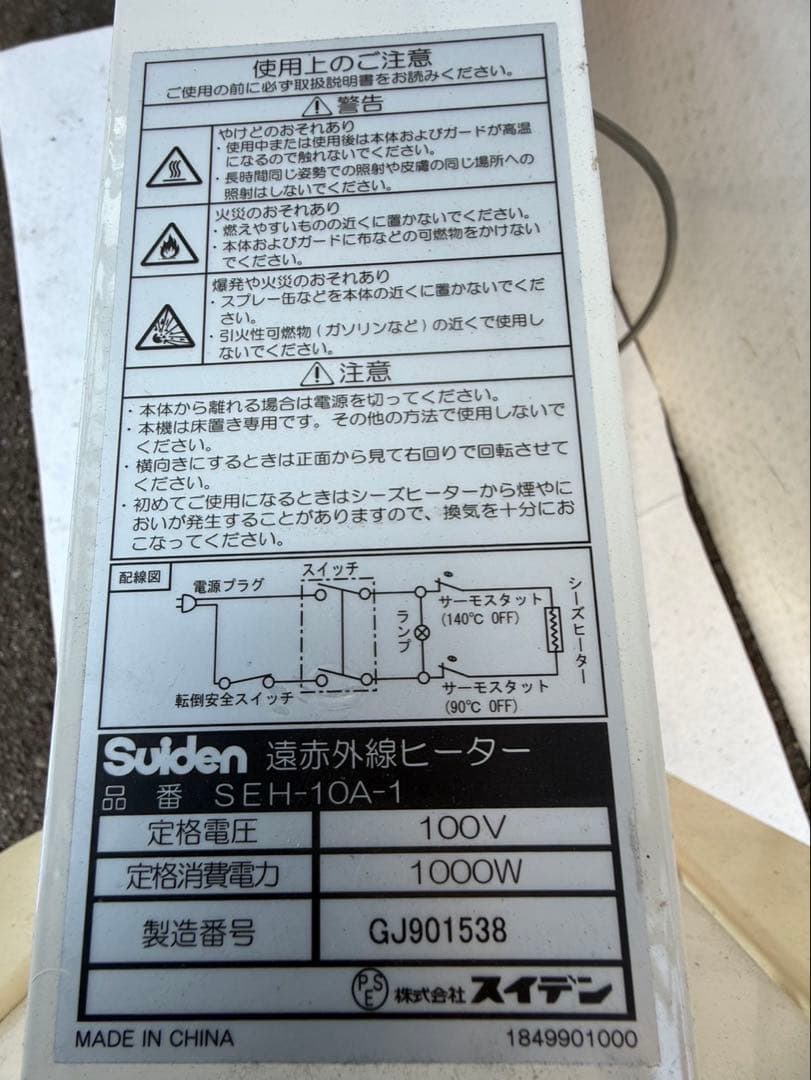 使用上のご注意
ご使用の前に必ず取扱説明書をお読みください。
⚠警告
やけどのおそれあり
・使用中または使用後は本体およびガードが高温
になるので触れないでください。
・長時間同じ姿勢での照射や皮膚の同じ場所への
照射はしないでください。
火災のおそれあり
・燃えやすいものの近くに置かないでください。
・本体およびガードに布などの可燃物をかけない
でください。
爆発や火災のおそれあり
・スプレー缶などを本体の近くに置かないでくだ
さい。
・引火性可燃物(ガソリンなど)の近くで使用し
ないでください。
⚠注意
・本体から離れる場合は電源を切ってください。
・本機は床置き専用です。その他の方法で使用しないで
ください。
・横向きにするときは正面から見て右回りで回転させて
ください。
・初めてご使用になるときはシーズヒーターから煙やに
おいが発生することがありますので、換気を十分にお
こなってください。
配線図
電源プラグ
スイッチ
ランプ
サーモスタット
(140℃ OFF)
シーズヒーター
転倒安全スイッチ
サーモスタット
(90℃ OFF)
Suiden 遠赤外線ヒーター
品番 SEH-10A-1
定格電圧 100V
定格消費電力 1000W
製造番号 GJ901538
PSE 株式会社スイデン
MADE IN CHINA 1849901000